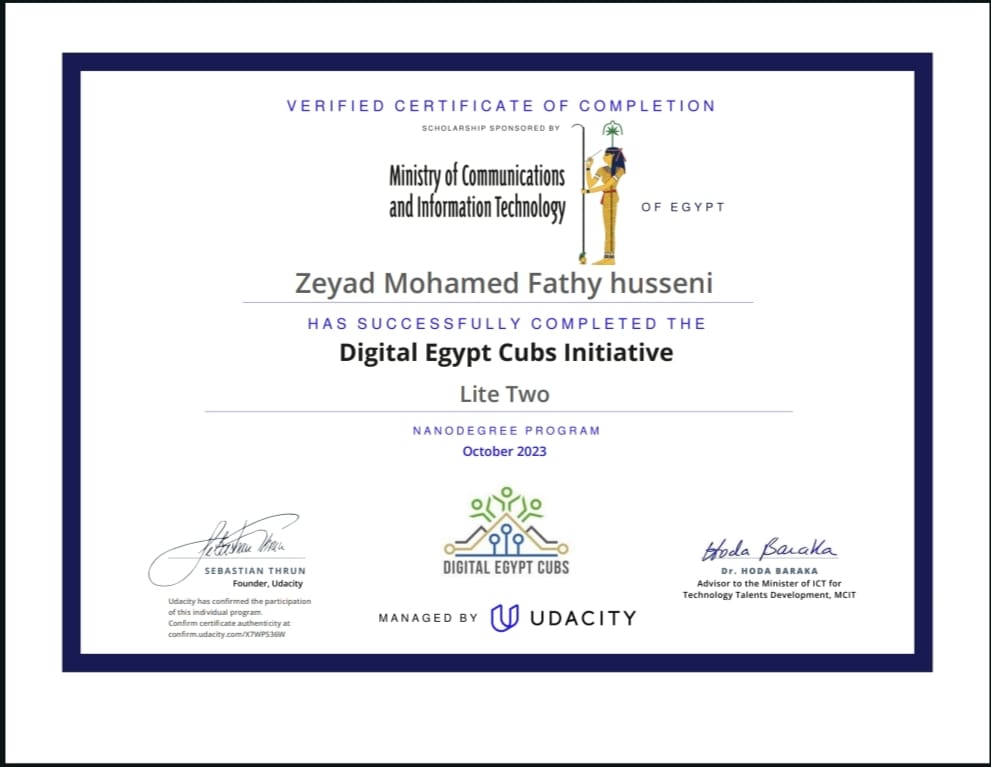 VERIFIED CERTIFICATE OF COMPLETION
SCHOLARSHIP SPONSORED BY
Ministry of Communications
and Information Technology
OF EGYPT
Zeyad Mohamed Fathy husseni
HAS SUCCESSFULLY COMPLETED THE
Digital Egypt Cubs Initiative
Lite Two
NANODEGREE PROGRAM
October 2023
Sebastian Thrun
SEBASTIAN THRUN
Founder, Udacity
Udacity has confirmed the participation
of this individual program.
Confirm certificate authenticity at
confirm.udacity.com/X7WPS36W
DIGITAL EGYPT CUBS
MANAGED BY UDACITY
Hoda Baraka
Dr. HODA BARAKA
Advisor to the Minister of ICT for
Technology Talents Development, MCIT